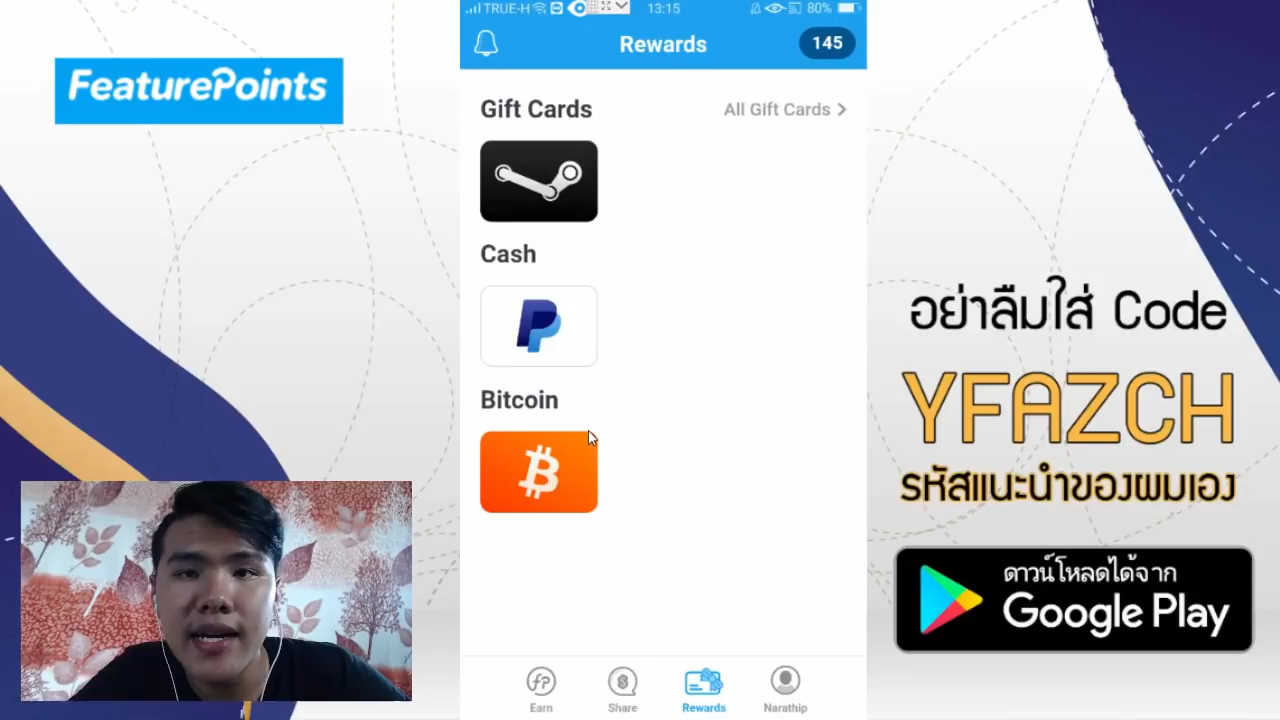 FeaturePoints
TRUE-H 13:15 80%
Rewards
145
Gift Cards
All Gift Cards
Cash
Bitcoin
Earn
Share
Rewards
Narathip
อย่าลืมใส่ Code
YFAZCH
รหัสแนะนำของผมเอง
ดาวน์โหลดได้จาก
Google Play